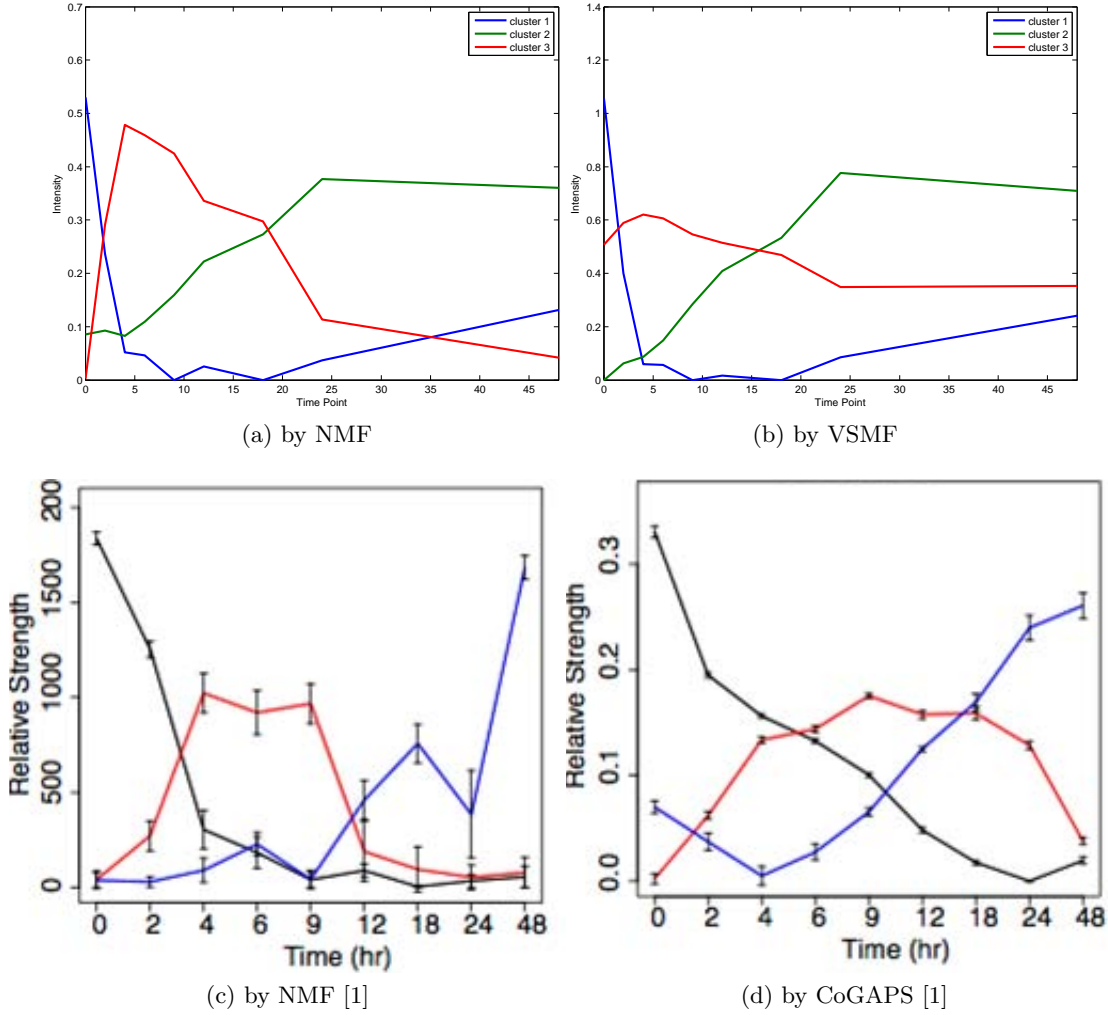 0.7
0.6
0.5
0.4
0.3
0.2
0.1
0
Intensity
0 5 10 15 20 25 30 35 40 45
Time Point
cluster 1
cluster 2
cluster 3
(a) by NMF
1.4
1.2
1
0.8
0.6
0.4
0.2
0
Intensity
0 5 10 15 20 25 30 35 40 45
Time Point
cluster 1
cluster 2
cluster 3
(b) by VSMF
200
1500
1000
500
0
Relative Strength
0 2 4 6 9 12 18 24 48
Time (hr)
(c) by NMF [1]
0.3
0.2
0.1
0.0
Relative Strength
0 2 4 6 9 12 18 24 48
Time (hr)
(d) by CoGAPS [1]